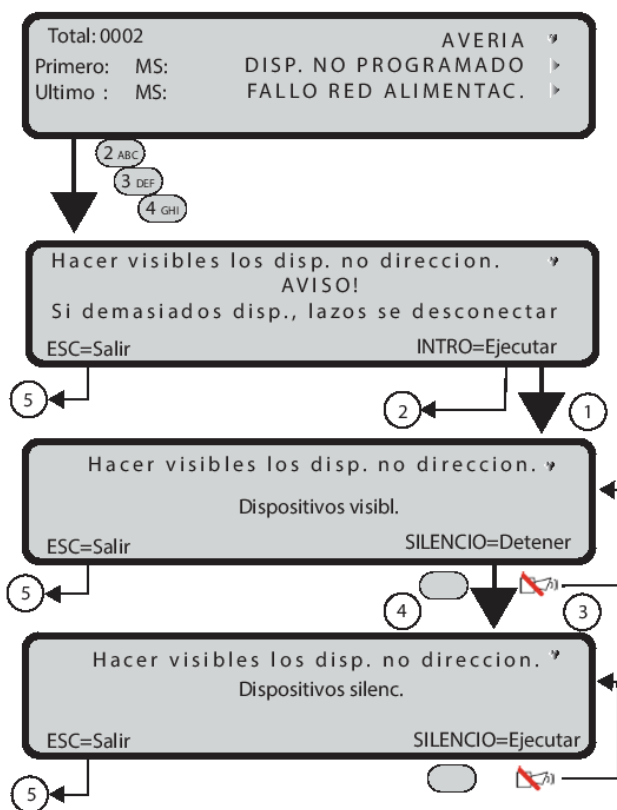 Total: 0002 AVERIA
Primero: MS: DISP. NO PROGRAMADO
Ultimo : MS: FALLO RED ALIMENTAC.
2 ABC
3 DEF
4 GHI
Hacer visibles los disp. no direccion.
AVISO!
Si demasiados disp., lazos se desconectar
ESC=Salir INTRO=Ejecutar
5
2
1
Hacer visibles los disp. no direccion.
Dispositivos visibl.
ESC=Salir SILENCIO=Detener
5
4
3
Hacer visibles los disp. no direccion.
Dispositivos silenc.
ESC=Salir SILENCIO=Ejecutar
5